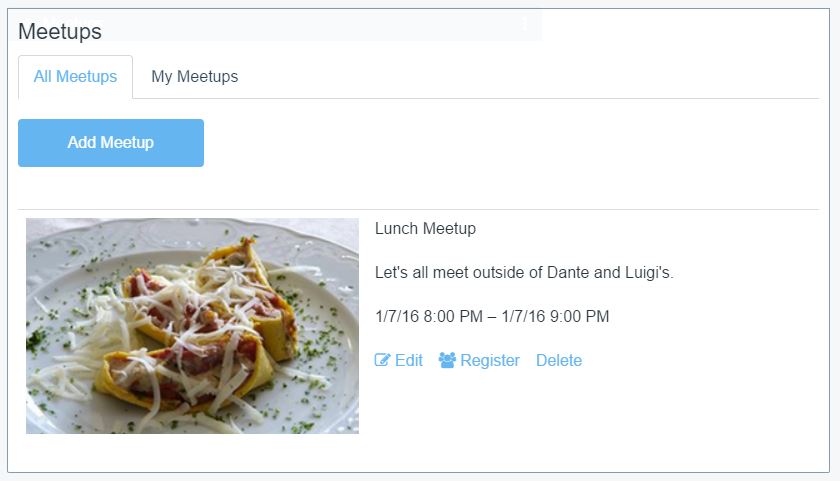 Meetups
All Meetups
My Meetups
Add Meetup
Lunch Meetup
Let's all meet outside of Dante and Luigi's.
1/7/16 8:00 PM – 1/7/16 9:00 PM
Edit Register Delete